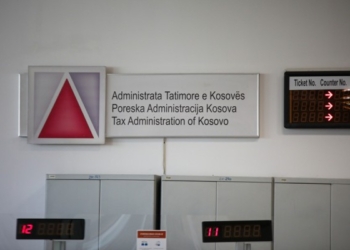 Administrata Tatimore e Kosovës
Poreska Administracija Kosova
Tax Administration of Kosovo
Ticket No. Counter No.
12
11